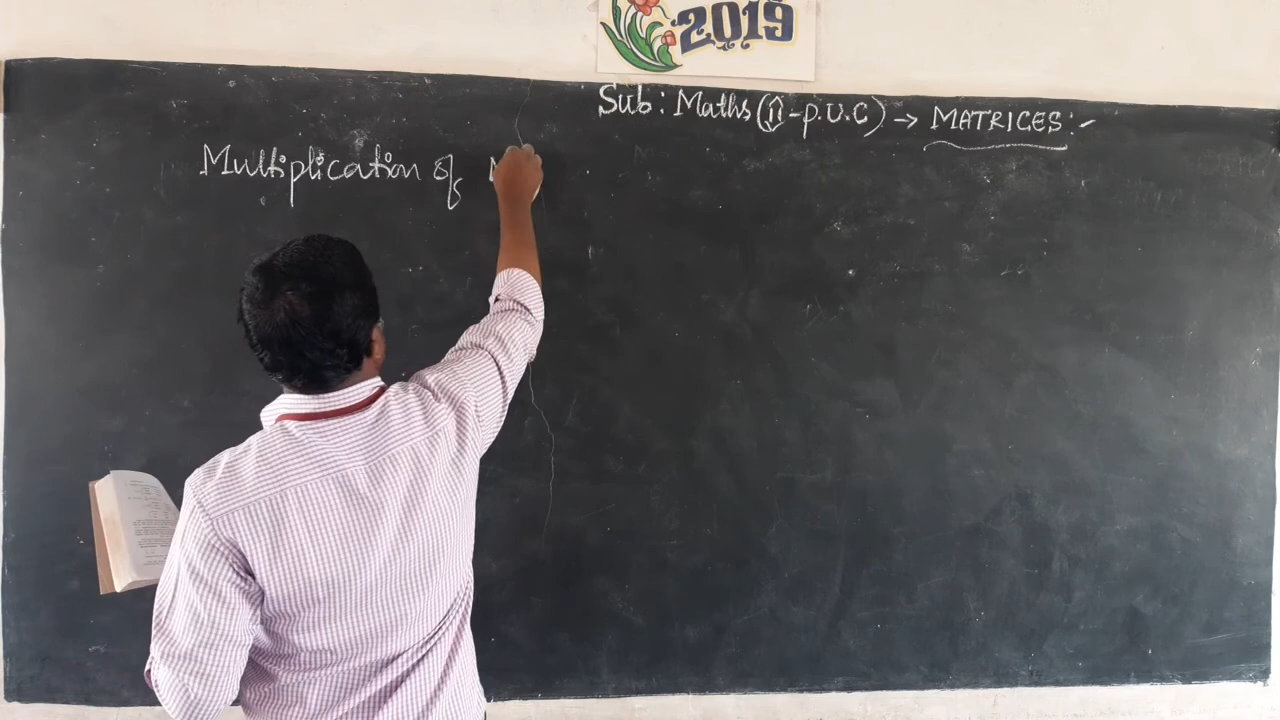 2019
Sub: Maths (II - P.U.C) → MATRICES:-
Multiplication of M